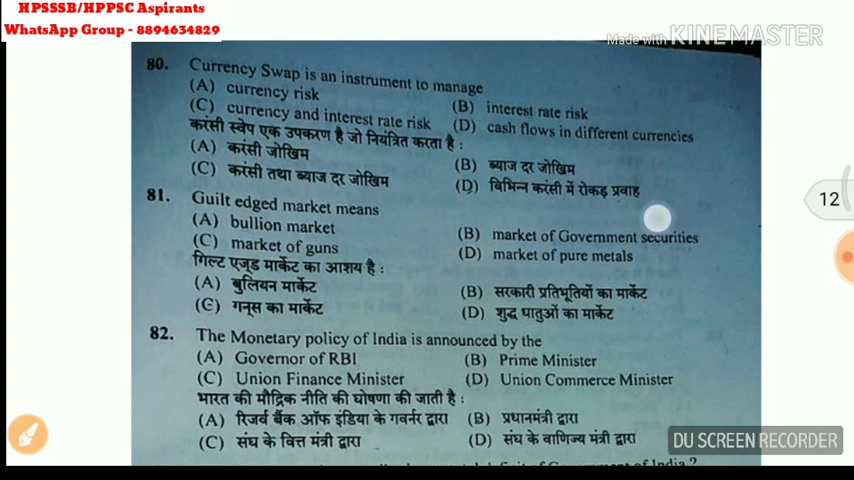 HPSSSB/HPPSC Aspirants
WhatsApp Group - 8894634829
Made with KINEMASTER
80. Currency Swap is an instrument to manage
(A) currency risk (B) interest rate risk
(C) currency and interest rate risk (D) cash flows in different currencies
करंसी स्वेप एक उपकरण है जो नियंत्रित करता है :
(A) करंसी जोखिम (B) ब्याज दर जोखिम
(C) करंसी तथा ब्याज दर जोखिम (D) विभिन्न करंसी में रोकड़ प्रवाह
12
81. Guilt edged market means
(A) bullion market (B) market of Government securities
(C) market of guns (D) market of pure metals
गिल्ट एज्ड मार्केट का आशय है :
(A) बुलियन मार्केट (B) सरकारी प्रतिभूतियों का मार्केट
(C) गन्स का मार्केट (D) शुद्ध धातुओं का मार्केट
82. The Monetary policy of India is announced by the
(A) Governor of RBI (B) Prime Minister
(C) Union Finance Minister (D) Union Commerce Minister
भारत की मौद्रिक नीति की घोषणा की जाती है :
(A) रिजर्व बैंक ऑफ इंडिया के गवर्नर द्वारा (B) प्रधानमंत्री द्वारा
(C) संघ के वित्त मंत्री द्वारा (D) संघ के वाणिज्य मंत्री द्वारा
DU SCREEN RECORDER
of Government of India ?